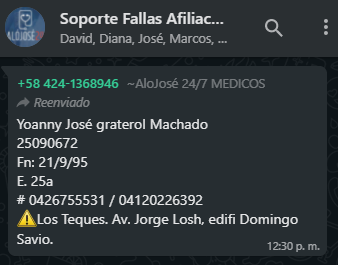 Soporte Fallas Afiliac...
David, Diana, José, Marcos, ...
+58 424-1368946 ~AloJosé 24/7 MEDICOS
Reenviado
Yoanny José graterol Machado
25090672
Fn: 21/9/95
E. 25a
# 0426755531 / 04120226392
⚠️Los Teques. Av. Jorge Losh, edifi Domingo
Savio.
12:30 p. m.